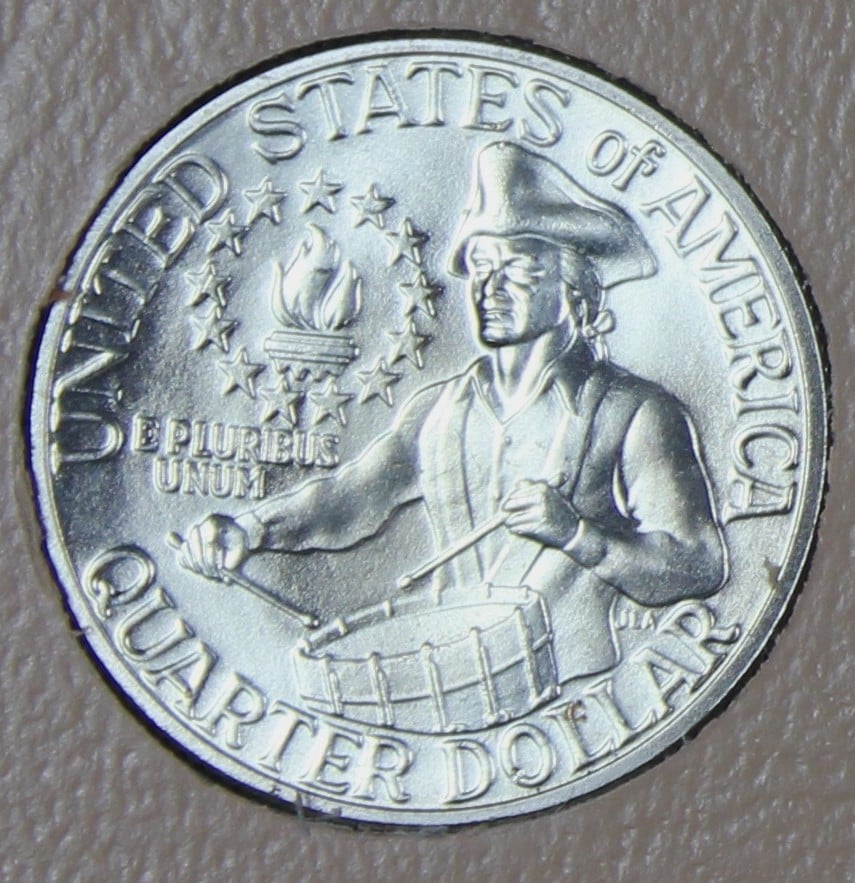 UNITED STATES of AMERICA
E PLURIBUS
UNUM
JLA
QUARTER DOLLAR